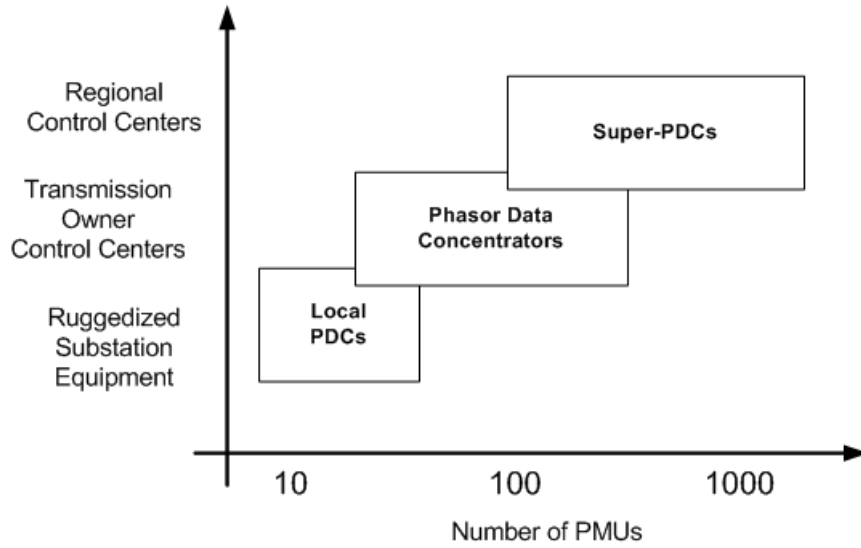 Regional
Control Centers
Super-PDCs
Transmission
Owner
Control Centers
Phasor Data
Concentrators
Ruggedized
Substation
Equipment
Local
PDCs
10 100 1000
Number of PMUs